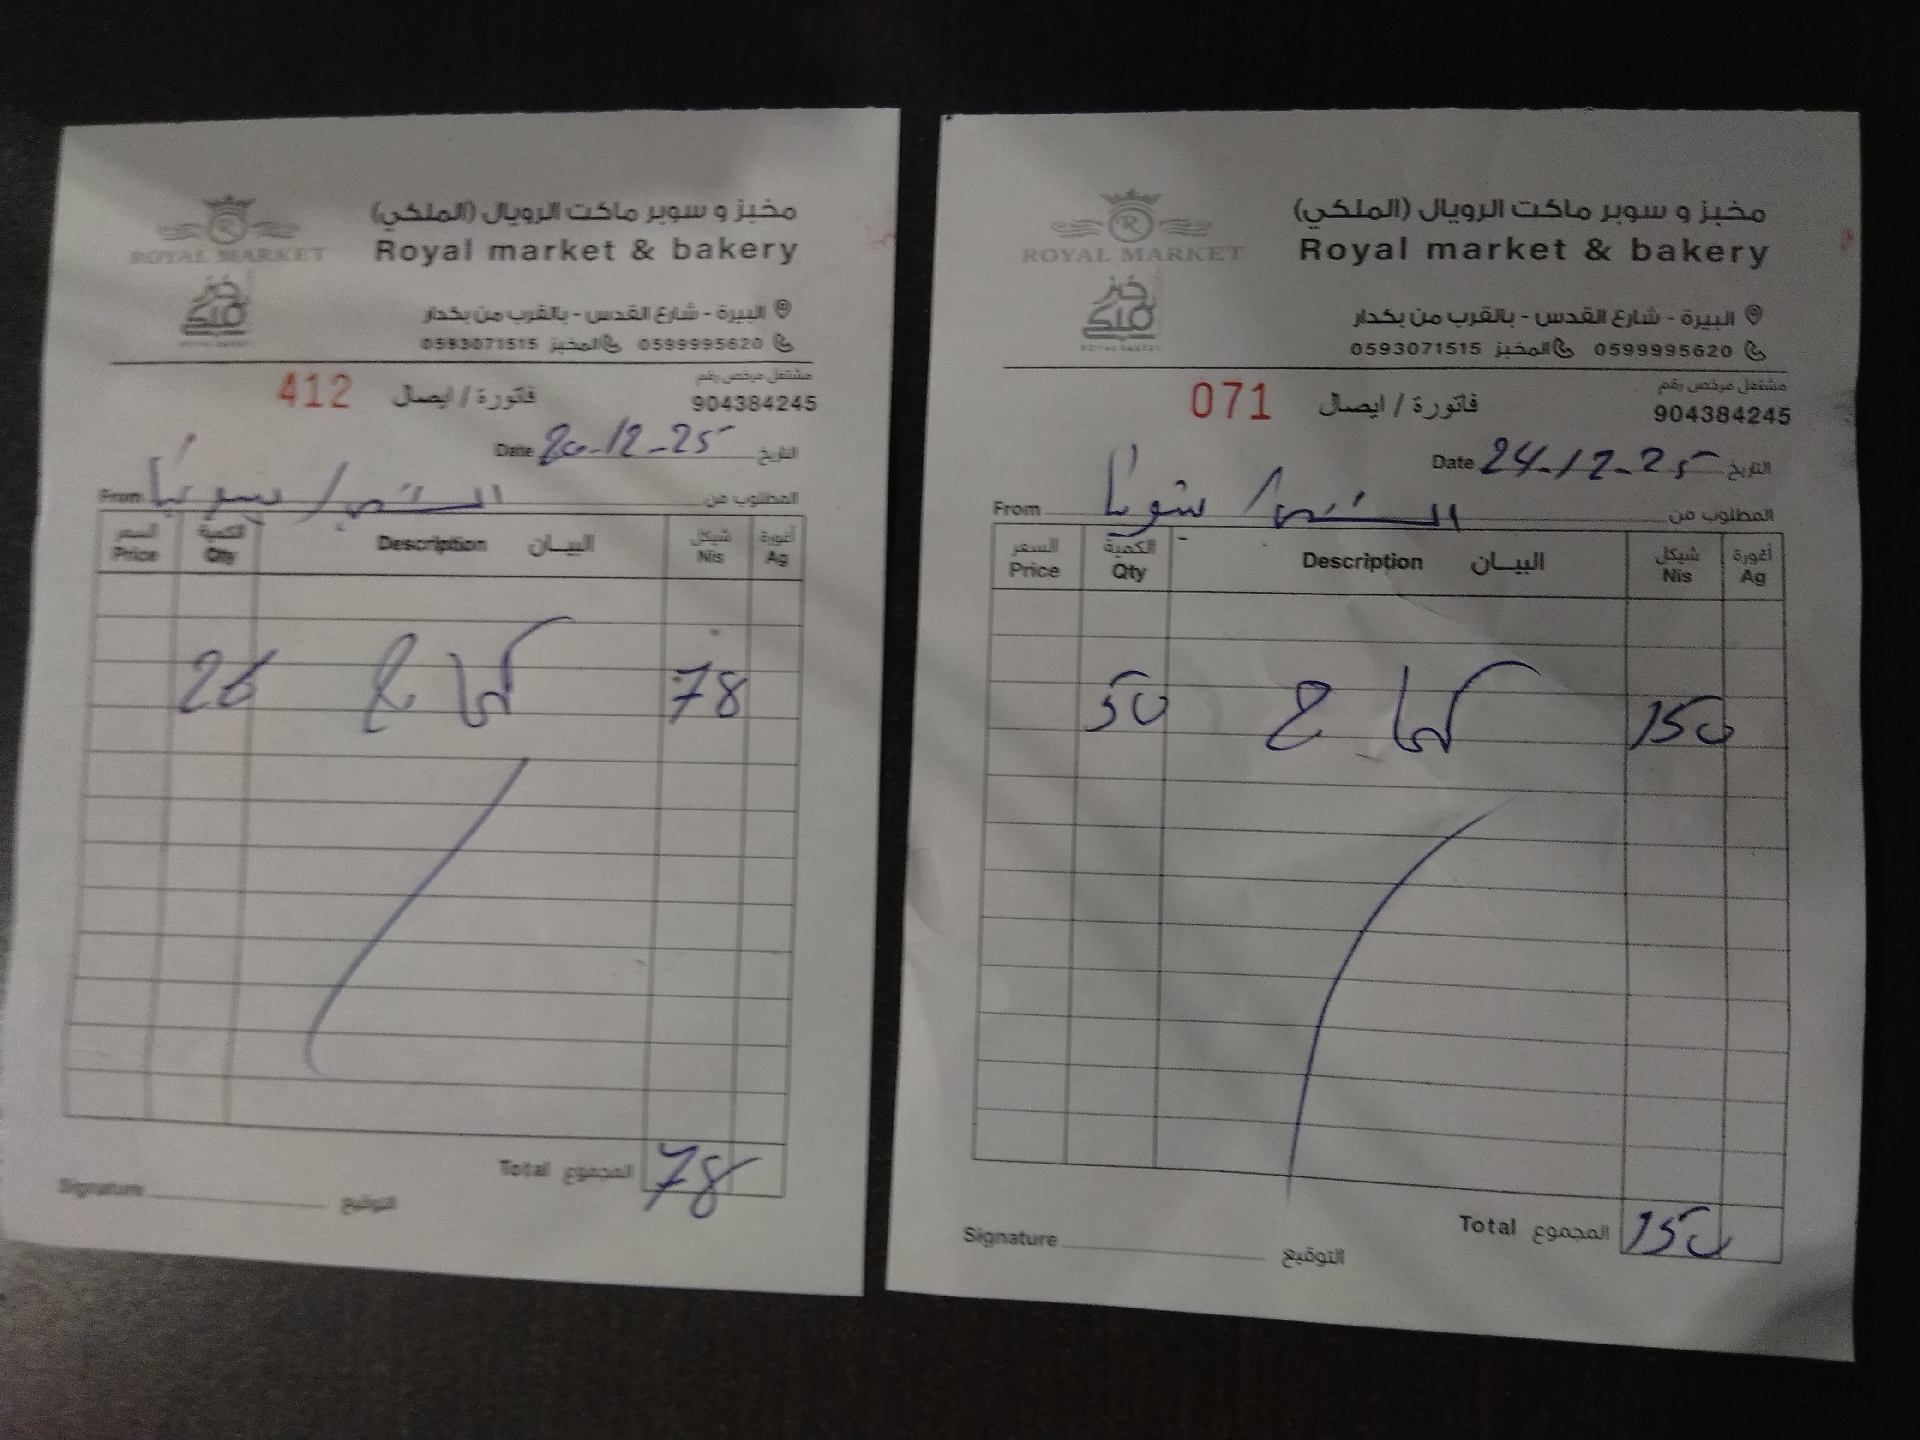 ROYAL MARKET
مخبز و سوبر ماكت الرويال (الملكي)
Royal market & bakery
البيرة - شارع القدس - بالقرب من بكدار
0599995620 المخبز 0593071515
مشتغل مرخص رقم
904384245
فاتورة / ايصال 412
التاريخ 20-12-25 Date
المطلوب من From
السعر الكمية البيـــان شيكل أغورة
Price Qty Description Nis Ag
26 كماج 78
Total المجموع 78
Signature التوقيع
ROYAL MARKET
مخبز و سوبر ماكت الرويال (الملكي)
Royal market & bakery
البيرة - شارع القدس - بالقرب من بكدار
0599995620 المخبز 0593071515
مشتغل مرخص رقم
904384245
فاتورة / ايصال 071
التاريخ 24-12-25 Date
المطلوب من From
السعر الكمية البيـــان شيكل أغورة
Price Qty Description Nis Ag
50 كماج 150
Total المجموع 150
Signature التوقيع